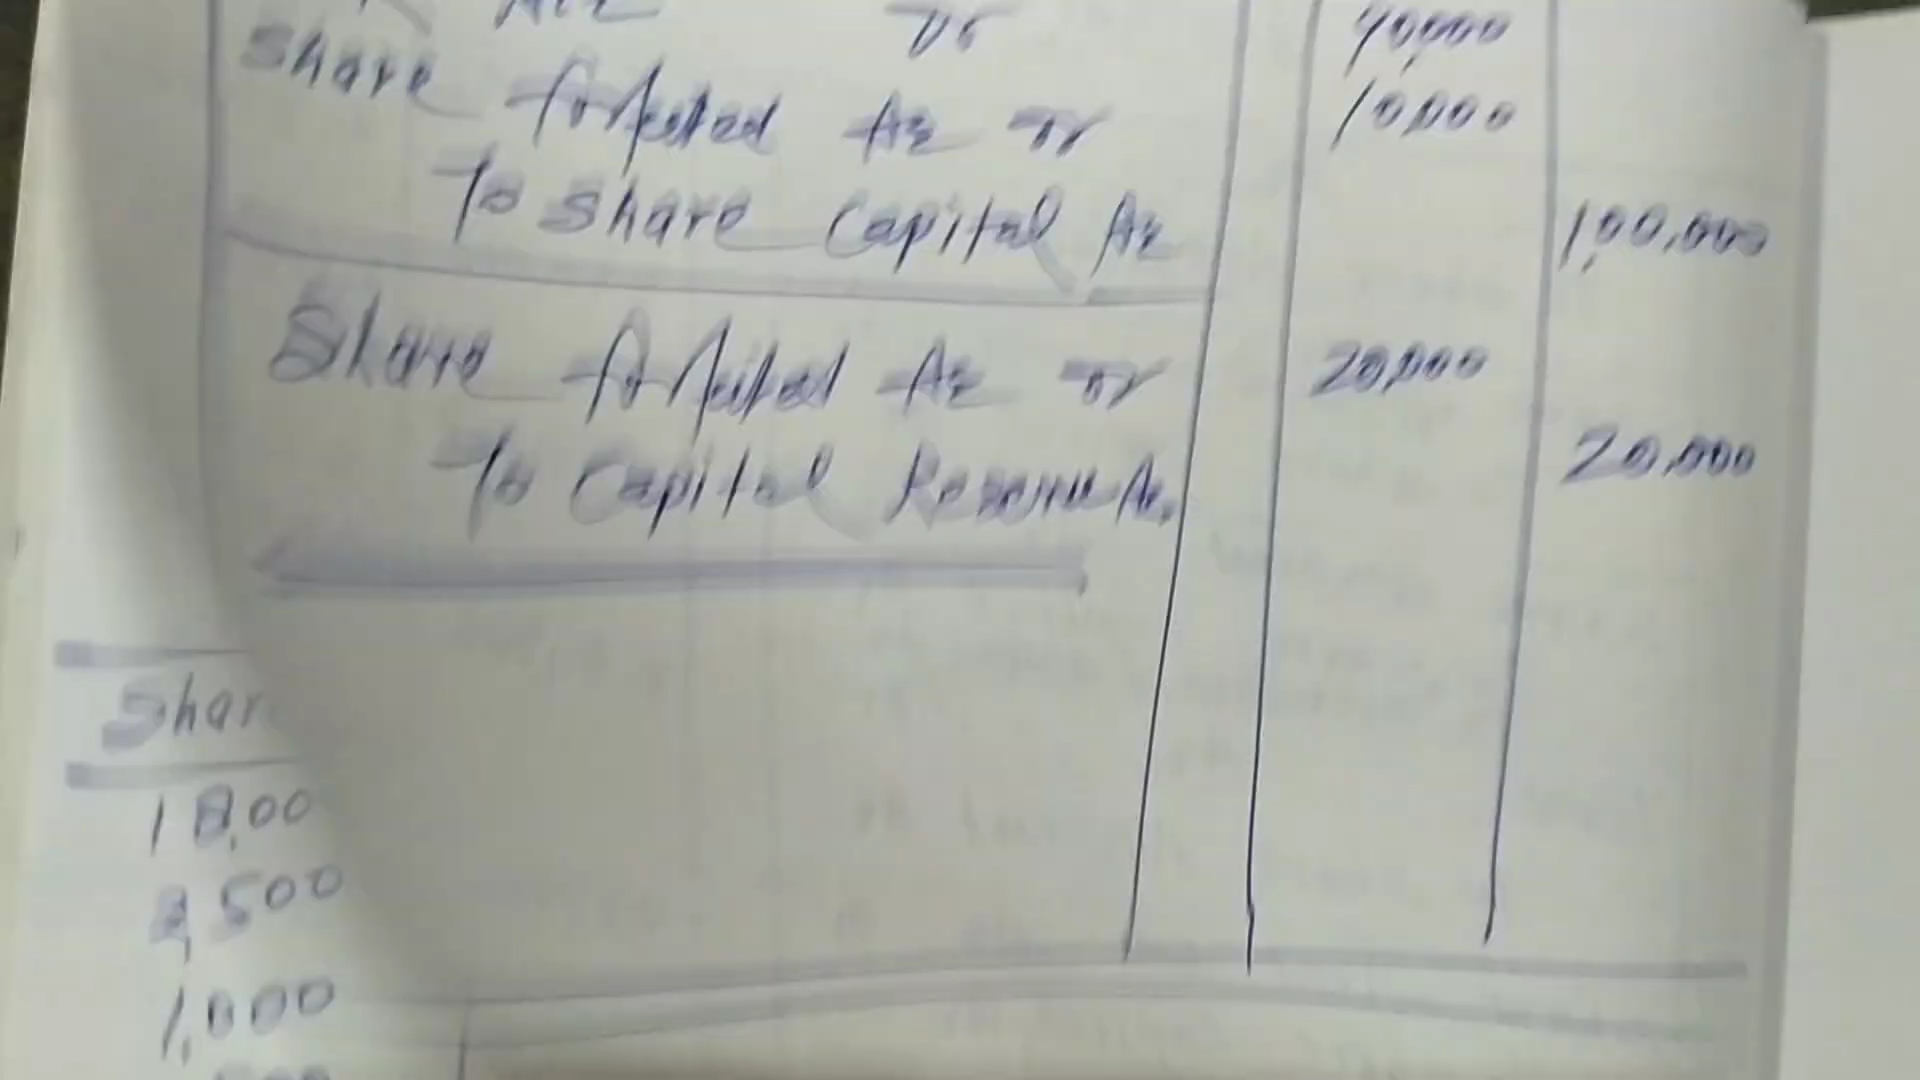 A/c Dr 90,000
Share forfeited A/c Dr 10,000
To Share Capital A/c 1,00,000
Share forfeited A/c Dr 20,000
To Capital Reserve A/c. 20,000
Shar
18,00
2,500
1,000